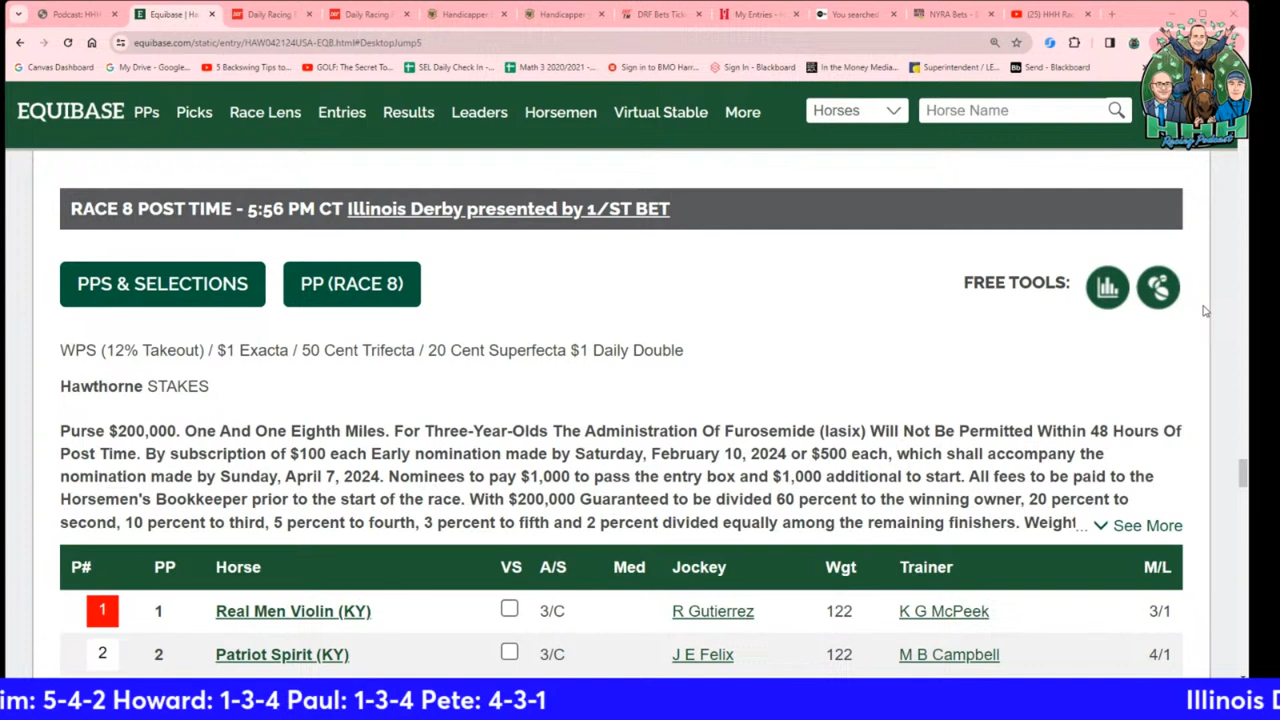 Podcast: HHH
Equibase | Ha
Daily Racing
Daily Racing F
Handicapper
Handicapper
DRF Bets Tick
My Entries - H
You searched
NYRA Bets -
(25) HHH Rac
equibase.com/static/entry/HAW042124USA-EQB.html#DesktopJump5
Canvas Dashboard
My Drive - Google...
5 Backswing Tips to...
GOLF: The Secret To...
SEL Daily Check In -...
Math 3 2020/2021 -...
Sign in to BMO Harr...
Sign In - Blackboard
In the Money Media...
Superintendent / LE...
Send - Blackboard
EQUIBASE PPs Picks Race Lens Entries Results Leaders Horsemen Virtual Stable More Horses Horse Name
HHH
Racing Podcast
RACE 8 POST TIME - 5:56 PM CT Illinois Derby presented by 1/ST BET
PPS & SELECTIONS PP (RACE 8) FREE TOOLS:
WPS (12% Takeout) / $1 Exacta / 50 Cent Trifecta / 20 Cent Superfecta $1 Daily Double
Hawthorne STAKES
Purse $200,000. One And One Eighth Miles. For Three-Year-Olds The Administration Of Furosemide (lasix) Will Not Be Permitted Within 48 Hours Of
Post Time. By subscription of $100 each Early nomination made by Saturday, February 10, 2024 or $500 each, which shall accompany the
nomination made by Sunday, April 7, 2024. Nominees to pay $1,000 to pass the entry box and $1,000 additional to start. All fees to be paid to the
Horsemen's Bookkeeper prior to the start of the race. With $200,000 Guaranteed to be divided 60 percent to the winning owner, 20 percent to
second, 10 percent to third, 5 percent to fourth, 3 percent to fifth and 2 percent divided equally among the remaining finishers. Weight... See More
P# PP Horse VS A/S Med Jockey Wgt Trainer M/L
1 1 Real Men Violin (KY) 3/C R Gutierrez 122 K G McPeek 3/1
2 2 Patriot Spirit (KY) 3/C J E Felix 122 M B Campbell 4/1
im: 5-4-2 Howard: 1-3-4 Paul: 1-3-4 Pete: 4-3-1 Illinois D